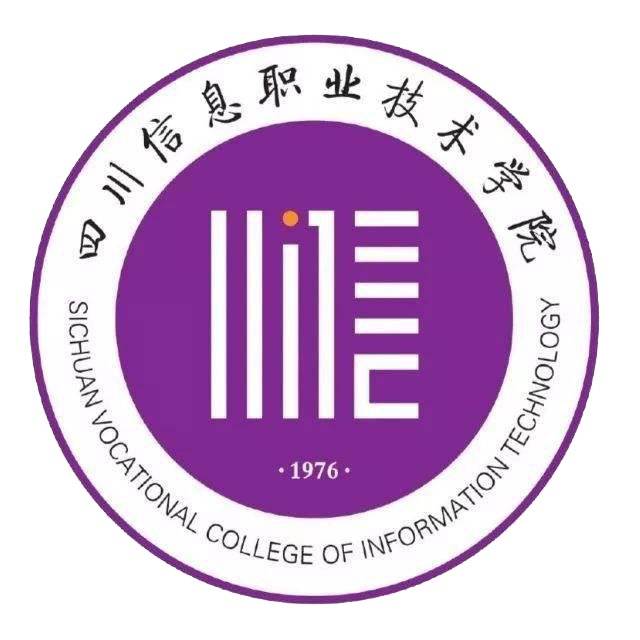 四川信息职业技术学院
· 1976 ·
SICHUAN VOCATIONAL COLLEGE OF INFORMATION TECHNOLOGY